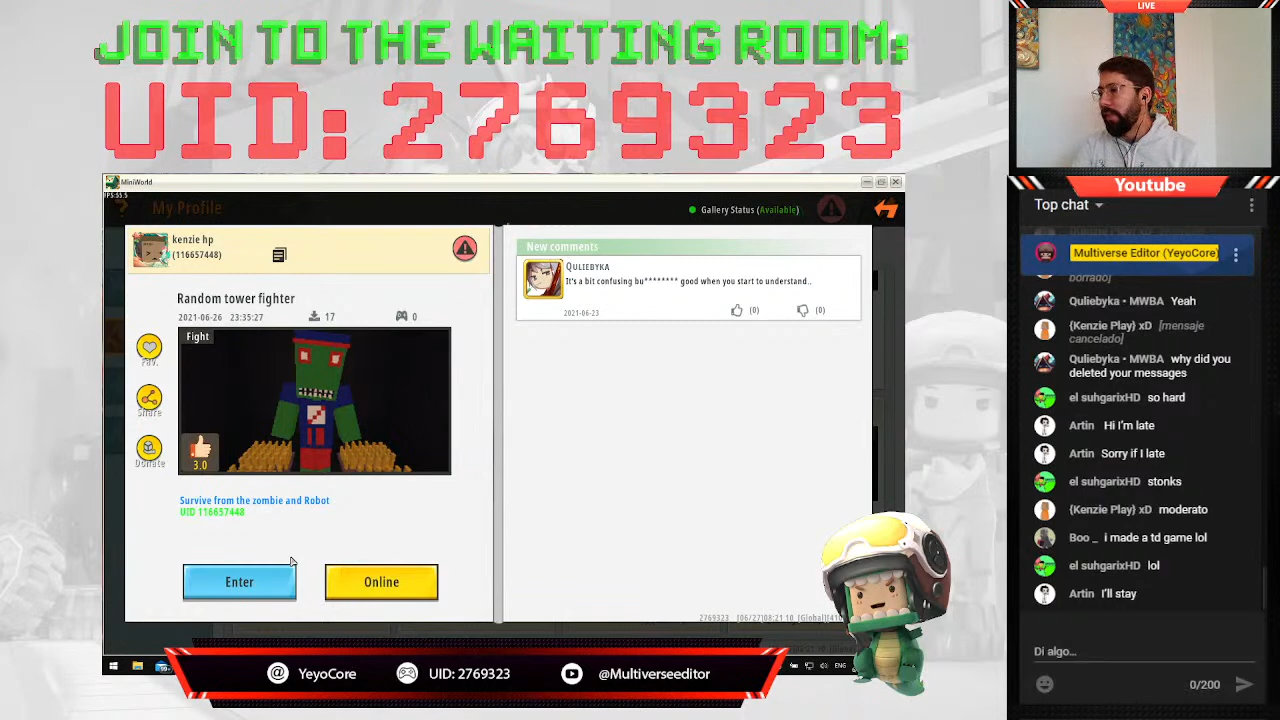 JOIN TO THE WAITING ROOM:
UID: 2769323
LIVE
MiniWorld
My Profile
Gallery Status (Available)
kenzie hp
(116657448)
Random tower fighter
2021-06-26 23:35:27
17
0
Fight
Fav.
Share
Donate
3.0
Survive from the zombie and Robot
UID 116657448
Enter
Online
New comments
QULIEBYKA
It's a bit confusing bu******** good when you start to understand..
2021-06-23
(0)
(0)
ENG
YeyoCore
UID: 2769323
@Multiverseeditor
Youtube
Top chat
Multiverse Editor (YeyoCore)
borrado]
Quliebyka • MWBA Yeah
{Kenzie Play} xD [mensaje
cancelado]
Quliebyka • MWBA why did you
deleted your messages
el suhgarixHD so hard
Artin Hi I'm late
Artin Sorry if I late
el suhgarixHD stonks
{Kenzie Play} xD moderato
Boo _ i made a td game lol
el suhgarixHD lol
Artin I'll stay
Di algo...
0/200